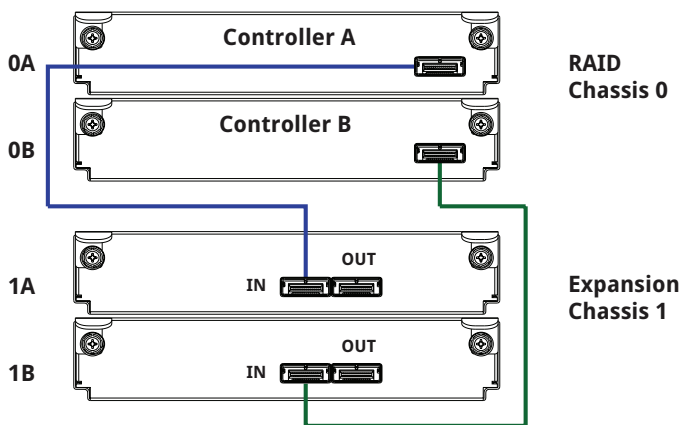 Controller A
0A
RAID
Chassis 0
Controller B
0B
OUT
1A
IN
Expansion
Chassis 1
OUT
1B
IN